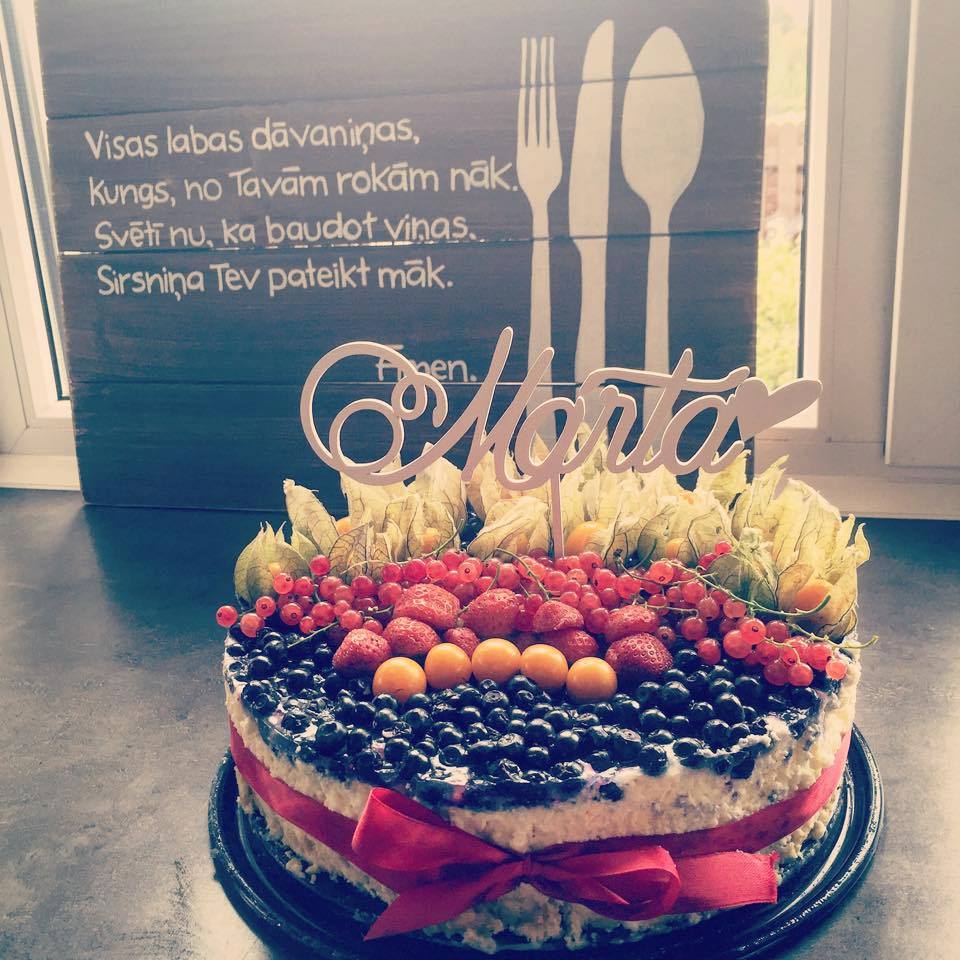 Visas labas dāvaniņas,
Kungs, no Tavām rokām nāk.
Svētī nu, ka baudot viņas.
Sirsniņa Tev pateikt māk.
Āmen.
Marta